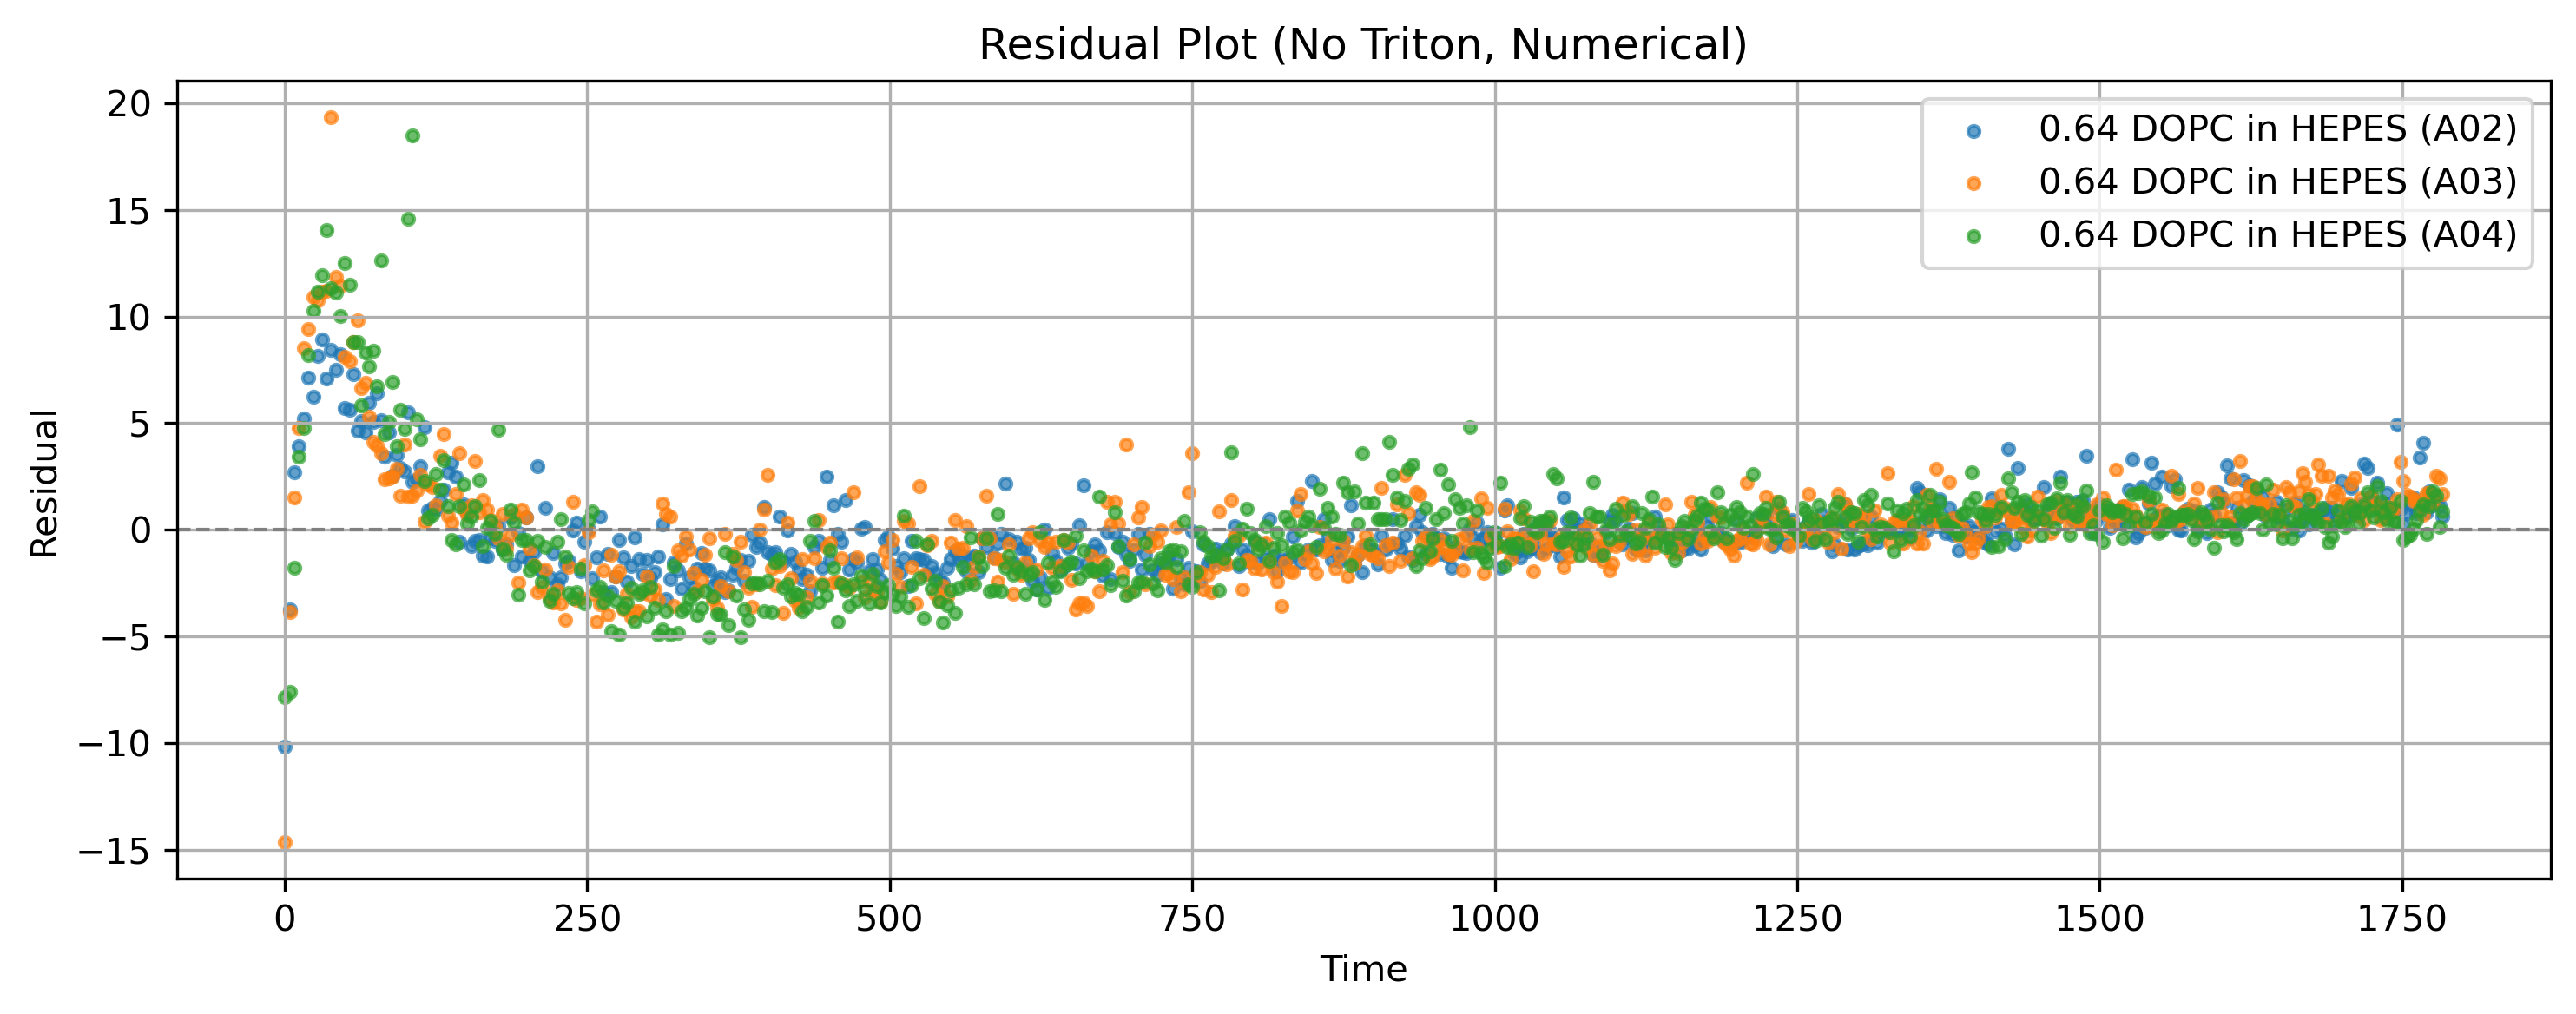 Residual Plot (No Triton, Numerical)
20
15
10
5
0
−5
−10
−15
Residual
0.64 DOPC in HEPES (A02)
0.64 DOPC in HEPES (A03)
0.64 DOPC in HEPES (A04)
0 250 500 750 1000 1250 1500 1750
Time